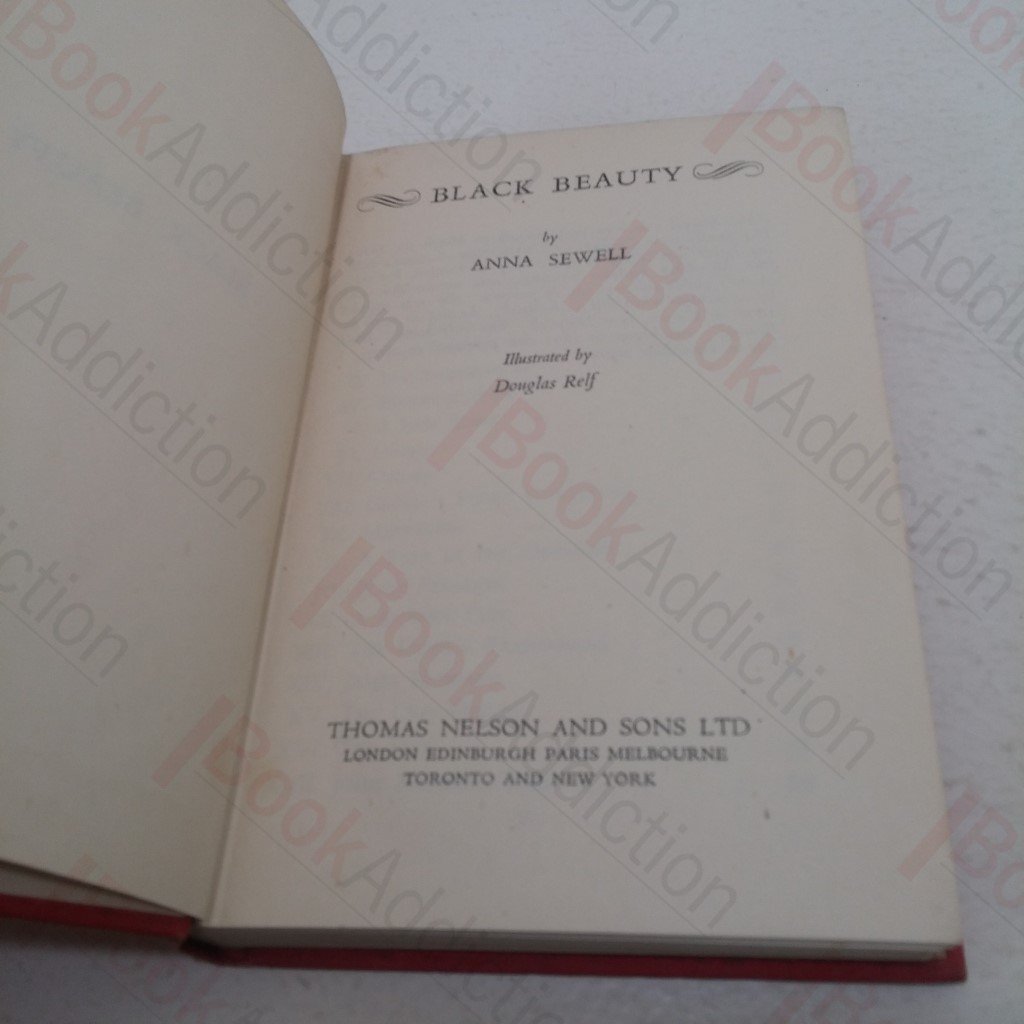 BLACK BEAUTY
by
ANNA SEWELL
Illustrated by
Douglas Relf
THOMAS NELSON AND SONS LTD
LONDON EDINBURGH PARIS MELBOURNE
TORONTO AND NEW YORK
BookAddiction